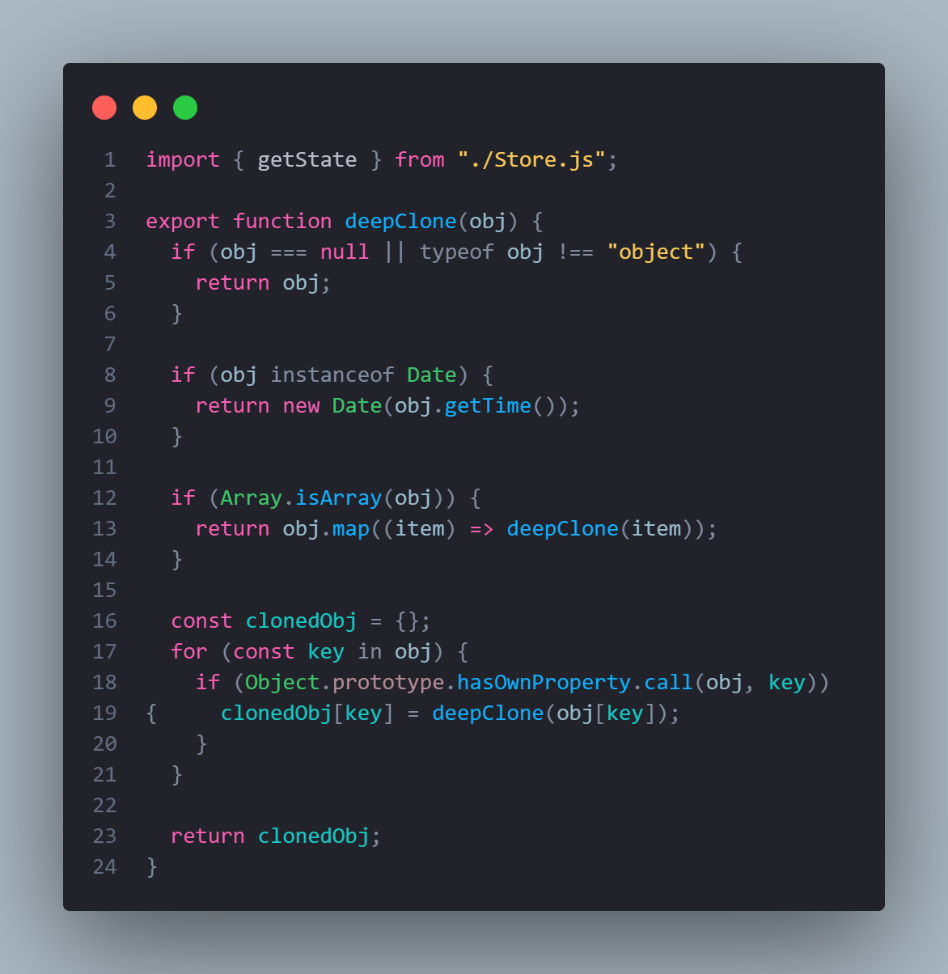 1 import { getState } from "./Store.js";
2
3 export function deepClone(obj) {
4   if (obj === null || typeof obj !== "object") {
5     return obj;
6   }
7
8   if (obj instanceof Date) {
9     return new Date(obj.getTime());
10   }
11
12   if (Array.isArray(obj)) {
13     return obj.map((item) => deepClone(item));
14   }
15
16   const clonedObj = {};
17   for (const key in obj) {
18     if (Object.prototype.hasOwnProperty.call(obj, key))
19 {     clonedObj[key] = deepClone(obj[key]);
20     }
21   }
22
23   return clonedObj;
24 }